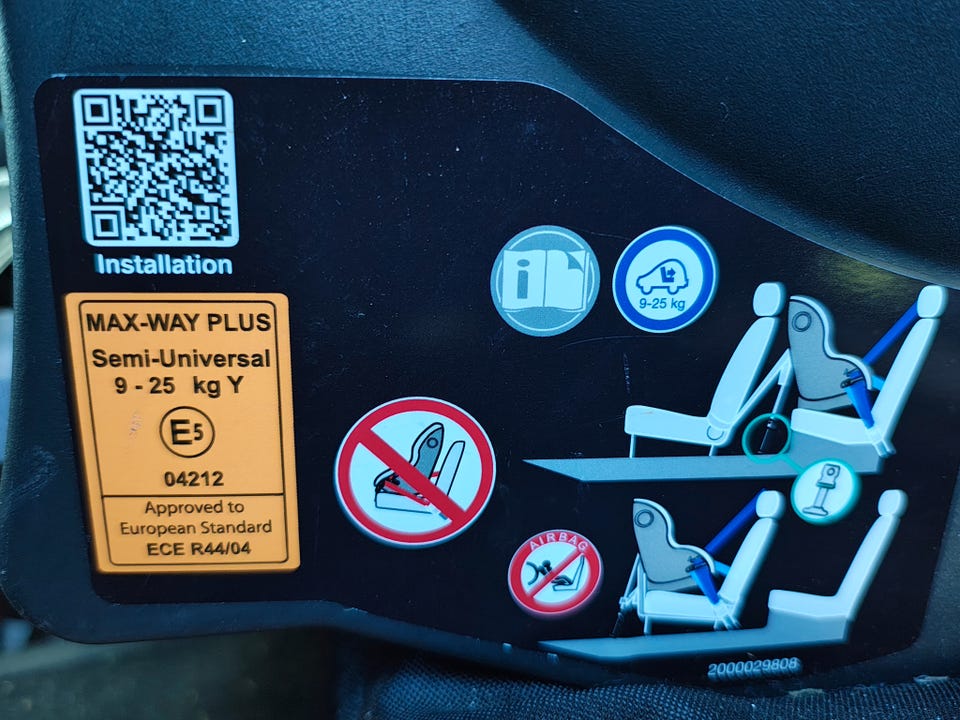 Installation
MAX-WAY PLUS
Semi-Universal
9 - 25 kg Y
E5
04212
Approved to
European Standard
ECE R44/04
i
9-25 kg
AIRBAG
2000029808